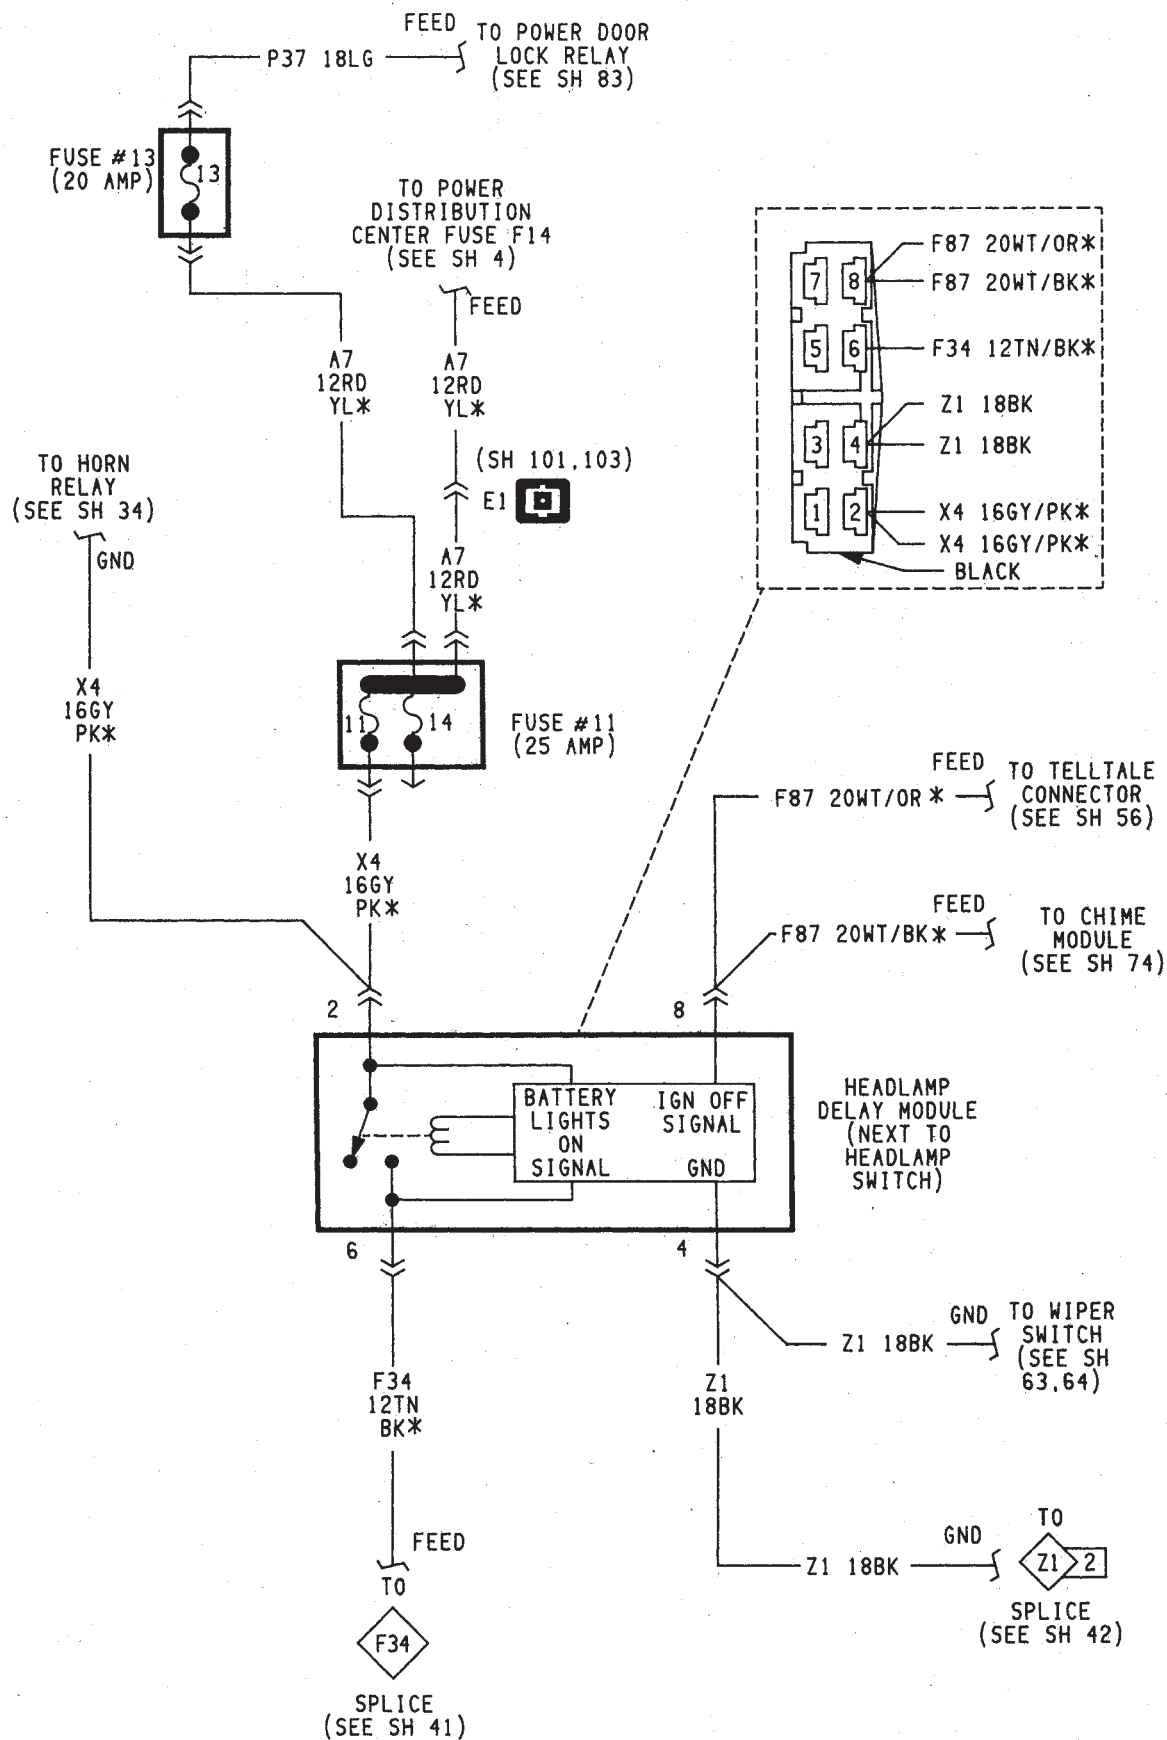 FEED
TO POWER DOOR
LOCK RELAY
(SEE SH 83)
P37 18LG
FUSE #13
(20 AMP)
13
TO POWER
DISTRIBUTION
CENTER FUSE F14
(SEE SH 4)
FEED
A7
12RD
YL*
A7
12RD
YL*
(SH 101,103)
E1
A7
12RD
YL*
TO HORN
RELAY
(SEE SH 34)
GND
X4
16GY
PK*
11
14
FUSE #11
(25 AMP)
X4
16GY
PK*
7 8
5 6
3 4
1 2
F87 20WT/OR*
F87 20WT/BK*
F34 12TN/BK*
Z1 18BK
Z1 18BK
X4 16GY/PK*
X4 16GY/PK*
BLACK
FEED
F87 20WT/OR *
TO TELLTALE
CONNECTOR
(SEE SH 56)
FEED
F87 20WT/BK*
TO CHIME
MODULE
(SEE SH 74)
2
8
BATTERY
LIGHTS
ON
SIGNAL
IGN OFF
SIGNAL
GND
HEADLAMP
DELAY MODULE
(NEXT TO
HEADLAMP
SWITCH)
6
4
GND
Z1 18BK
TO WIPER
SWITCH
(SEE SH
63,64)
F34
12TN
BK*
Z1
18BK
FEED
TO
F34
SPLICE
(SEE SH 41)
GND
Z1 18BK
TO
Z1 2
SPLICE
(SEE SH 42)